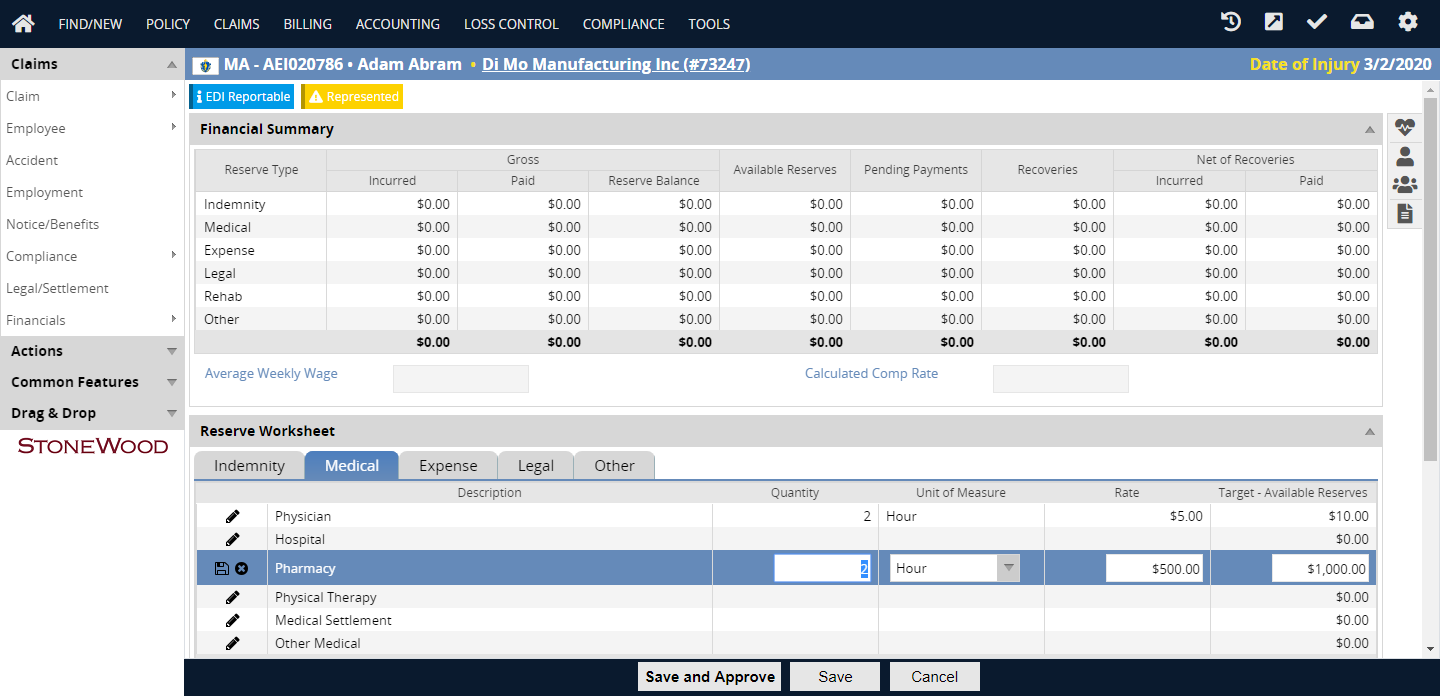 FIND/NEW POLICY CLAIMS BILLING ACCOUNTING LOSS CONTROL COMPLIANCE TOOLS
Claims
Claim
Employee
Accident
Employment
Notice/Benefits
Compliance
Legal/Settlement
Financials
Actions
Common Features
Drag & Drop
STONEWOOD
MA - AEI020786 • Adam Abram • Di Mo Manufacturing Inc (#73247) Date of Injury 3/2/2020
EDI Reportable Represented
Financial Summary
Reserve Type Gross Available Reserves Pending Payments Recoveries Net of Recoveries
Incurred Paid Reserve Balance Incurred Paid
Indemnity $0.00 $0.00 $0.00 $0.00 $0.00 $0.00 $0.00 $0.00
Medical $0.00 $0.00 $0.00 $0.00 $0.00 $0.00 $0.00 $0.00
Expense $0.00 $0.00 $0.00 $0.00 $0.00 $0.00 $0.00 $0.00
Legal $0.00 $0.00 $0.00 $0.00 $0.00 $0.00 $0.00 $0.00
Rehab $0.00 $0.00 $0.00 $0.00 $0.00 $0.00 $0.00 $0.00
Other $0.00 $0.00 $0.00 $0.00 $0.00 $0.00 $0.00 $0.00
$0.00 $0.00 $0.00 $0.00 $0.00 $0.00 $0.00 $0.00
Average Weekly Wage Calculated Comp Rate
Reserve Worksheet
Indemnity Medical Expense Legal Other
Description Quantity Unit of Measure Rate Target - Available Reserves
Physician 2 Hour $5.00 $10.00
Hospital $0.00
Pharmacy 2 Hour $500.00 $1,000.00
Physical Therapy $0.00
Medical Settlement $0.00
Other Medical $0.00
Save and Approve Save Cancel